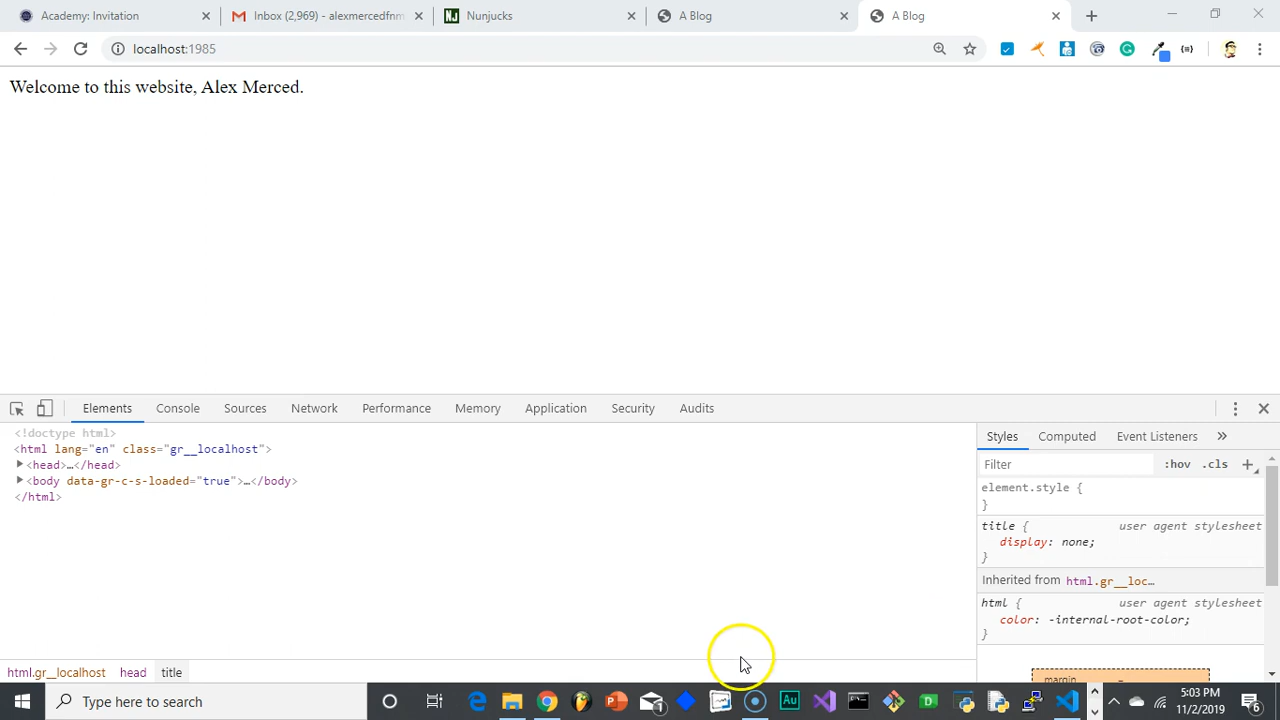 Academy: Invitation
Inbox (2,969) - alexmercedfnm
Nunjucks
A Blog
A Blog
localhost:1985
Welcome to this website, Alex Merced.
Elements
Console
Sources
Network
Performance
Memory
Application
Security
Audits
<!doctype html>
<html lang="en" class="gr__localhost">
<head>…</head>
<body data-gr-c-s-loaded="true">…</body>
</html>
html.gr__localhost
head
title
Styles
Computed
Event Listeners
Filter
:hov
.cls
element.style {
}
title {
user agent stylesheet
display: none;
}
Inherited from html.gr__loc…
html {
user agent stylesheet
color: -internal-root-color;
}
margin
Type here to search
5:03 PM
11/2/2019